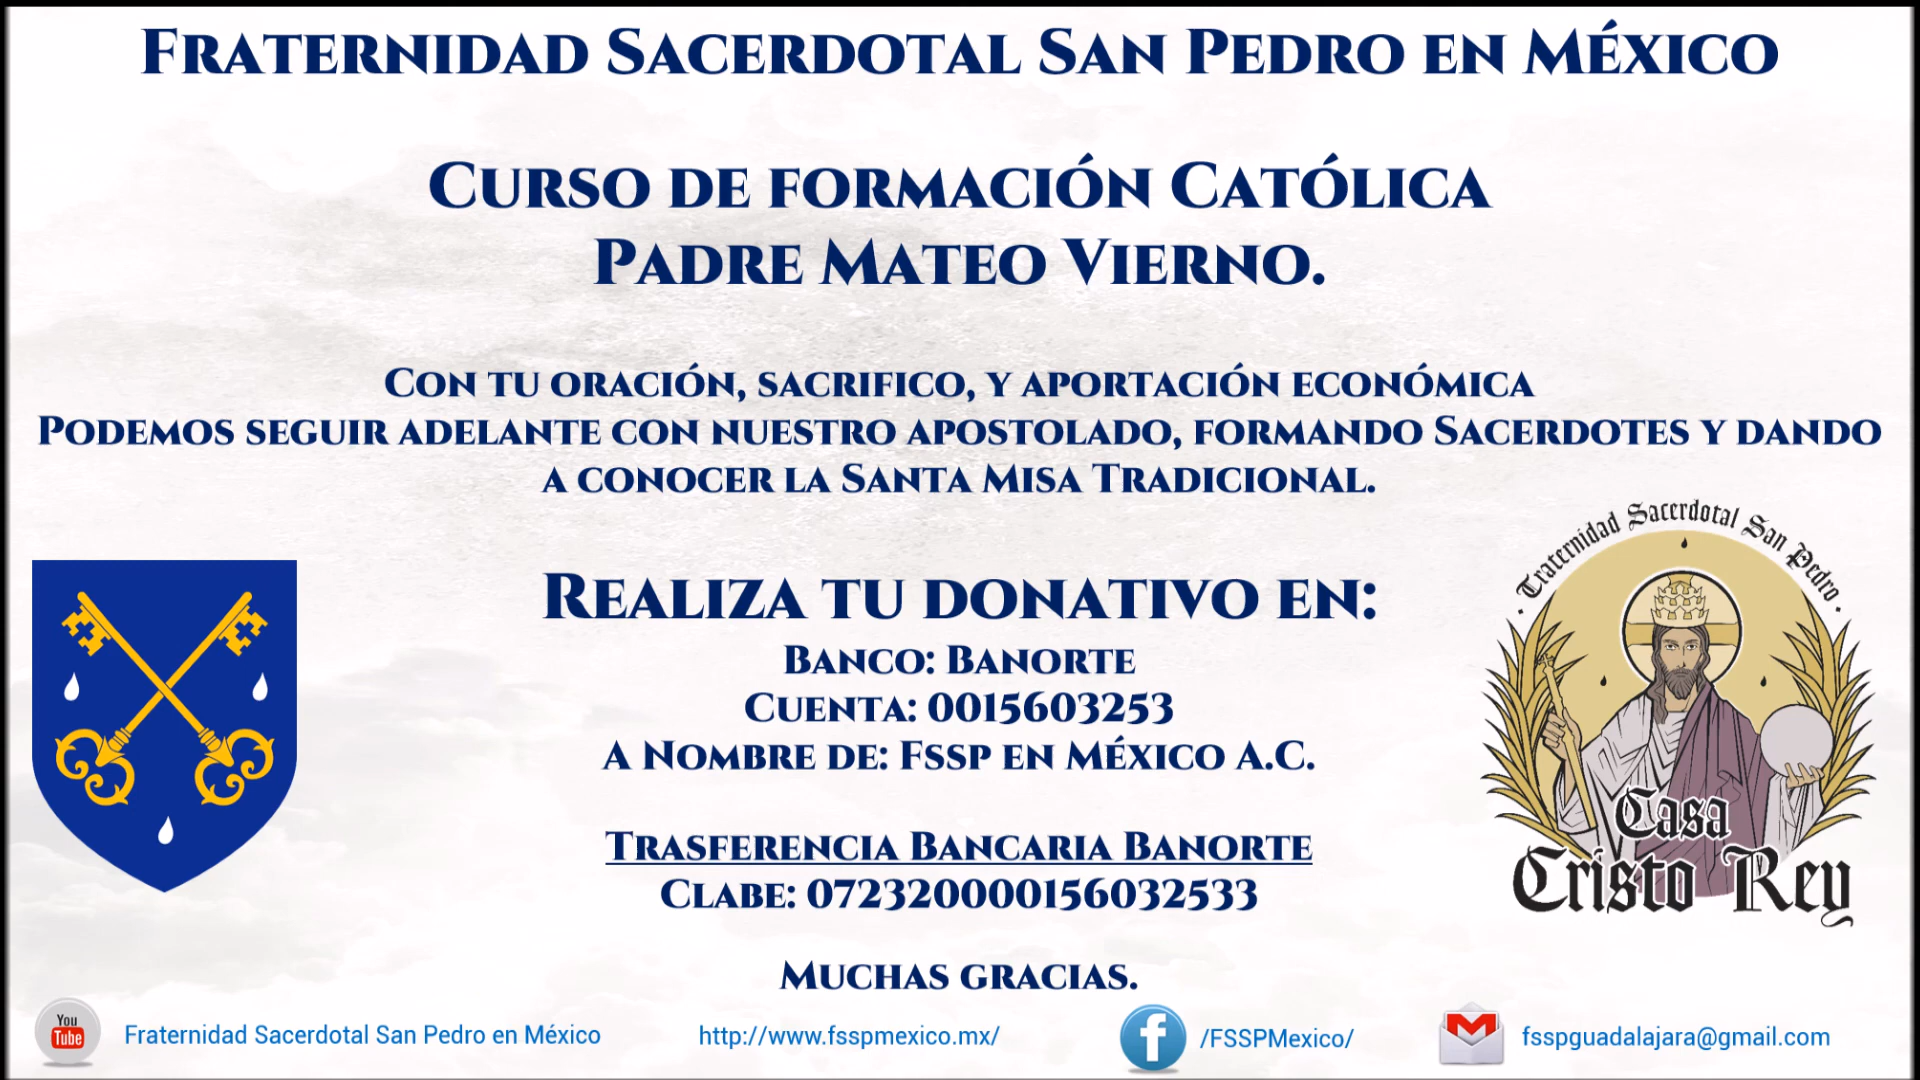 Fraternidad Sacerdotal San Pedro en México
Curso de formación Católica
Padre Mateo Vierno.
Con tu oración, sacrifico, y aportación económica
Podemos seguir adelante con nuestro apostolado, formando Sacerdotes y dando
a conocer la Santa Misa Tradicional.
Fraternidad Sacerdotal San Pedro
Realiza tu donativo en:
Banco: Banorte
Cuenta: 0015603253
A Nombre de: Fssp en México A.C.
Casa
Cristo Rey
Trasferencia Bancaria Banorte
Clabe: 072320000156032533
Muchas gracias.
You Tube
Fraternidad Sacerdotal San Pedro en México
http://www.fsspmexico.mx/
/FSSPMexico/
fsspguadalajara@gmail.com